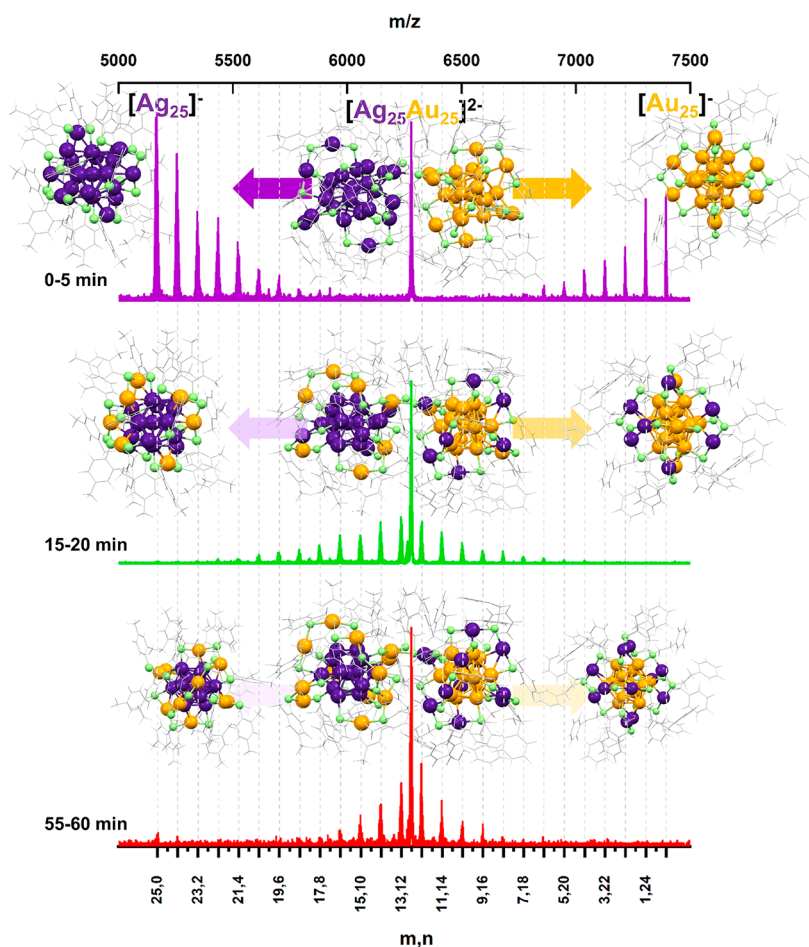 m/z
5000 5500 6000 6500 7000 7500
[Ag₂₅]⁻ [Ag₂₅Au₂₅]²⁻ [Au₂₅]⁻
0-5 min
15-20 min
55-60 min
25,0 23,2 21,4 19,6 17,8 15,10 13,12 11,14 9,16 7,18 5,20 3,22 1,24
m,n